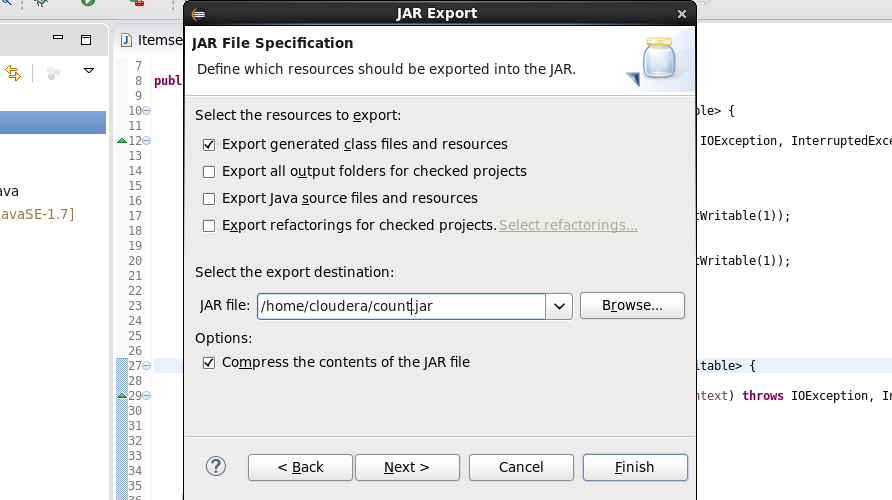 JAR Export
Itemse
JAR File Specification
Define which resources should be exported into the JAR.
Select the resources to export:
Export generated class files and resources
Export all output folders for checked projects
Export Java source files and resources
Export refactorings for checked projects. Select refactorings...
Select the export destination:
JAR file: /home/cloudera/count.jar Browse...
Options:
Compress the contents of the JAR file
< Back Next > Cancel Finish
ava
avaSE-1.7]
7
8 publ
9
10 le> {
11
12 IOException, InterruptedExce
13
14
15
16
17 tWritable(1));
18
19
20 tWritable(1));
21
22
23
24
25
26
27 itable> {
28
29 ntext) throws IOException, In
30
31
32
33
34
35